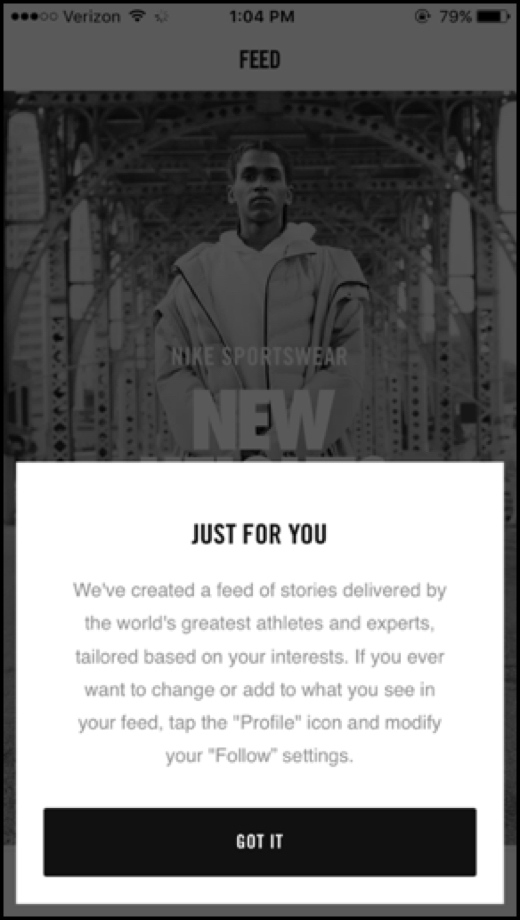 Verizon 1:04 PM 79%
FEED
NIKE SPORTSWEAR
NEW
JUST FOR YOU
We've created a feed of stories delivered by
the world's greatest athletes and experts,
tailored based on your interests. If you ever
want to change or add to what you see in
your feed, tap the "Profile" icon and modify
your "Follow" settings.
GOT IT